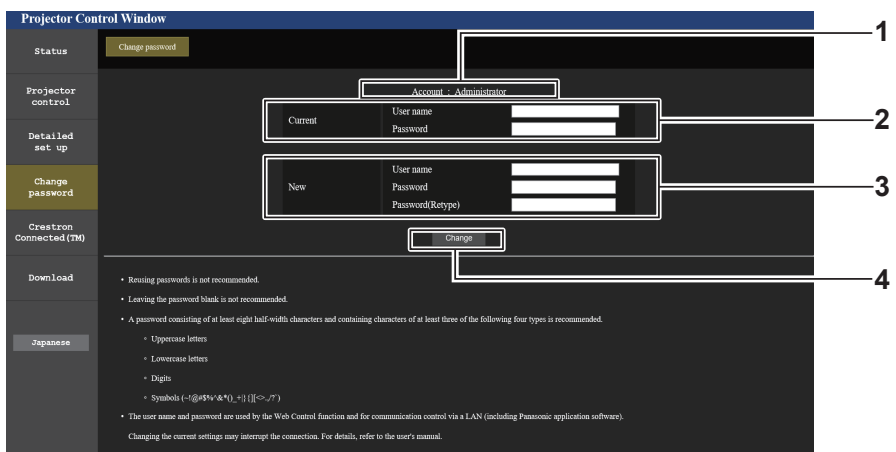 Projector Control Window
Status
Change password
1
Projector
control
Account : Administrator
Current
User name
Password
2
Detailed
set up
Change
password
New
User name
Password
Password(Retype)
3
Crestron
Connected(TM)
Change
4
Download
• Reusing passwords is not recommended.
• Leaving the password blank is not recommended.
• A password consisting of at least eight half-width characters and containing characters of at least three of the following four types is recommended.
Japanese
◦ Uppercase letters
◦ Lowercase letters
◦ Digits
◦ Symbols (~!@#$%^&*()_+|}{][<>.,/?`)
• The user name and password are used by the Web Control function and for communication control via a LAN (including Panasonic application software).
Changing the current settings may interrupt the connection. For details, refer to the user's manual.